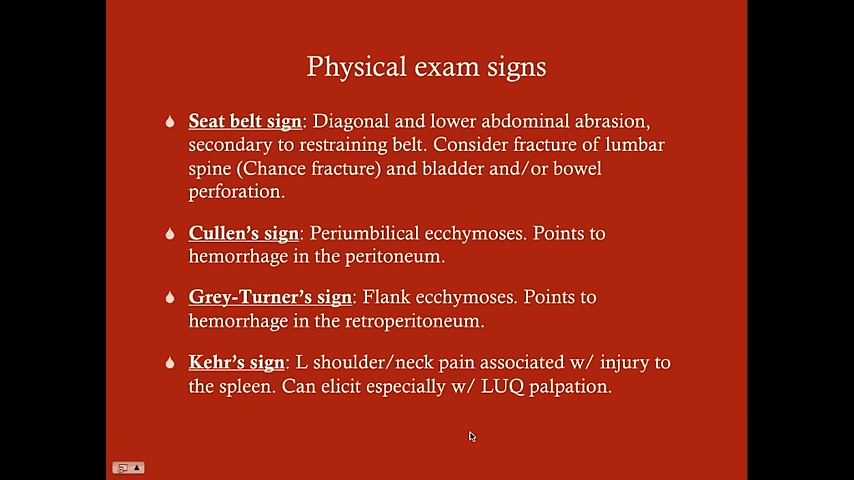 Physical exam signs
Seat belt sign: Diagonal and lower abdominal abrasion,
secondary to restraining belt. Consider fracture of lumbar
spine (Chance fracture) and bladder and/or bowel
perforation.
Cullen's sign: Periumbilical ecchymoses. Points to
hemorrhage in the peritoneum.
Grey-Turner's sign: Flank ecchymoses. Points to
hemorrhage in the retroperitoneum.
Kehr's sign: L shoulder/neck pain associated w/ injury to
the spleen. Can elicit especially w/ LUQ palpation.